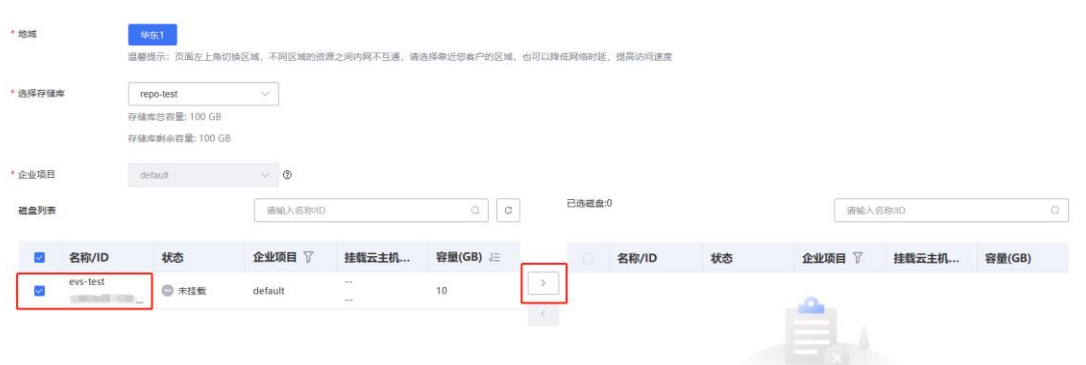 * 地域
华东1
温馨提示：页面左上角切换区域，不同区域的资源之间内网不互通，请选择靠近您客户的区域，也可以降低网络时延，提高访问速度
* 选择存储库
repo-test
存储库总容量: 100 GB
存储库剩余容量: 100 GB
* 企业项目
default
磁盘列表
请输入名称/ID
已选磁盘:0
请输入名称/ID
名称/ID 状态 企业项目 挂载云主机... 容量(GB)
名称/ID 状态 企业项目 挂载云主机... 容量(GB)
evs-test
...
未挂载
default
--
--
10